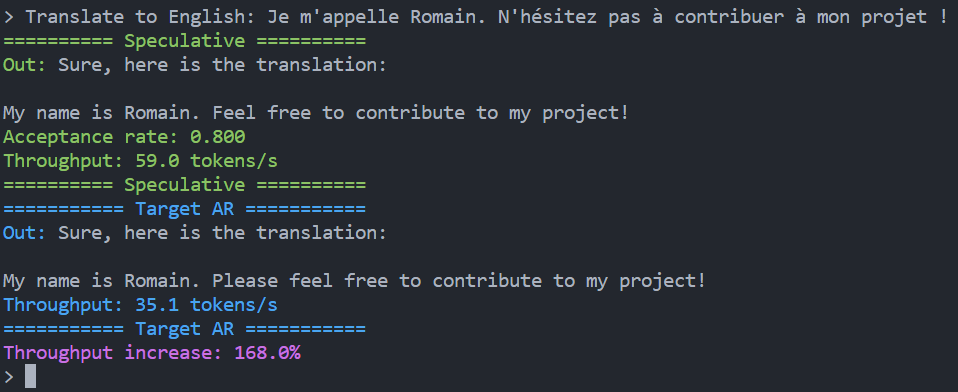 > Translate to English: Je m'appelle Romain. N'hésitez pas à contribuer à mon projet !
========== Speculative ==========
Out: Sure, here is the translation:
My name is Romain. Feel free to contribute to my project!
Acceptance rate: 0.800
Throughput: 59.0 tokens/s
========== Speculative ==========
=========== Target AR ===========
Out: Sure, here is the translation:
My name is Romain. Please feel free to contribute to my project!
Throughput: 35.1 tokens/s
=========== Target AR ===========
Throughput increase: 168.0%
>